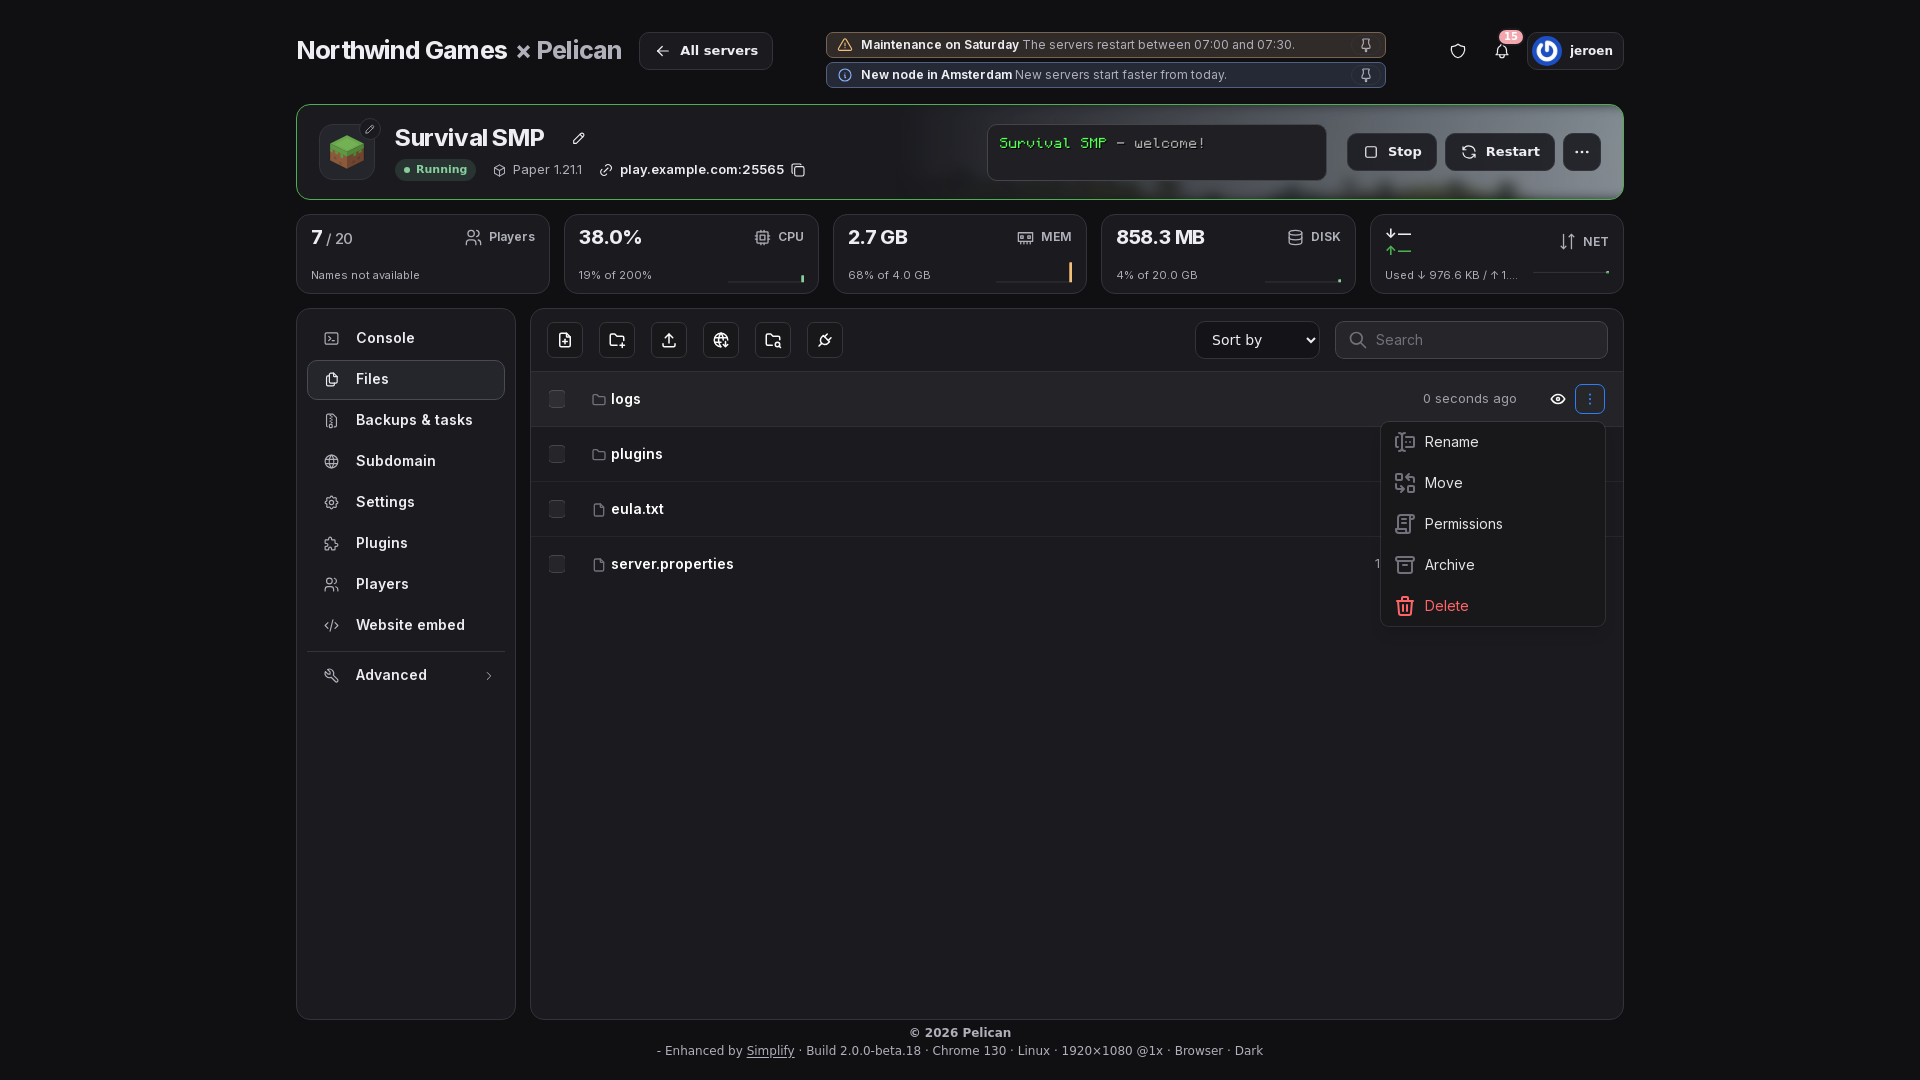 Northwind Games × Pelican
All servers
Maintenance on Saturday The servers restart between 07:00 and 07:30.
New node in Amsterdam New servers start faster from today.
15
jeroen
Survival SMP
Running
Paper 1.21.1
play.example.com:25565
Survival SMP - welcome!
Stop
Restart
7 / 20
Players
Names not available
38.0%
CPU
19% of 200%
2.7 GB
MEM
68% of 4.0 GB
858.3 MB
DISK
4% of 20.0 GB
↓—
↑—
NET
Used ↓ 976.6 KB / ↑ 1....
Console
Files
Backups & tasks
Subdomain
Settings
Plugins
Players
Website embed
Advanced
Sort by
Search
logs
0 seconds ago
plugins
eula.txt
server.properties
1
Rename
Move
Permissions
Archive
Delete
© 2026 Pelican
- Enhanced by Simplify · Build 2.0.0-beta.18 · Chrome 130 · Linux · 1920×1080 @1x · Browser · Dark